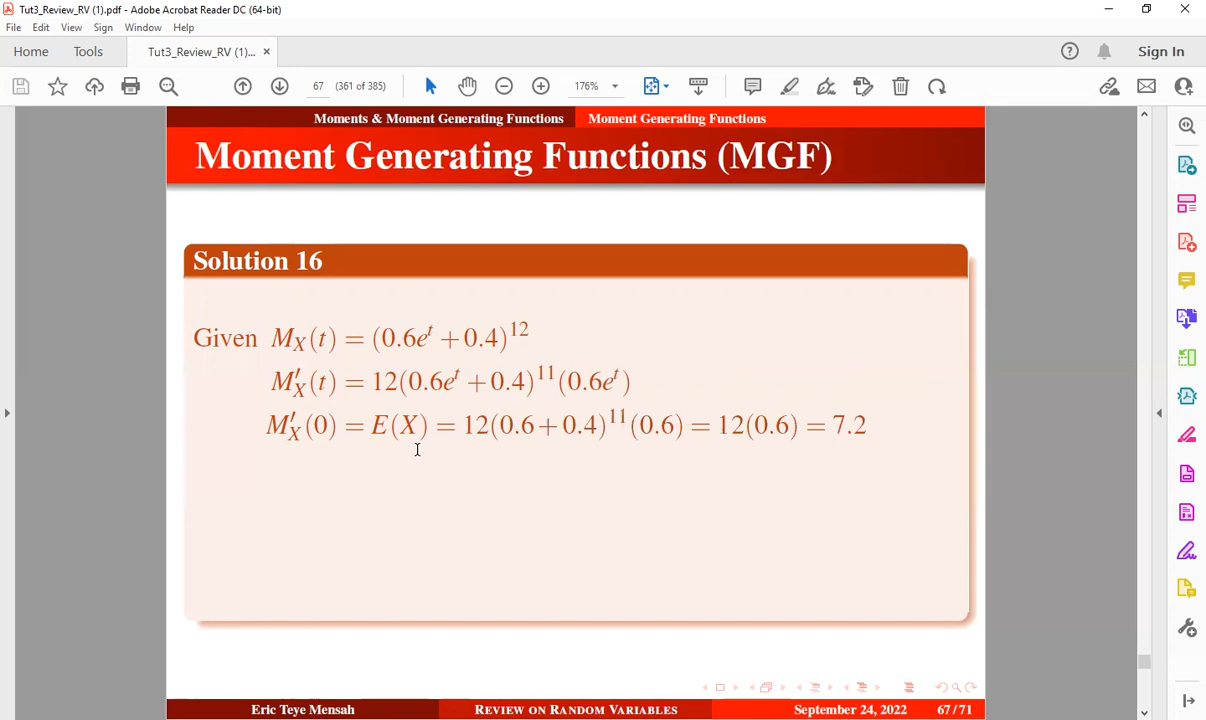 Tut3_Review_RV (1).pdf - Adobe Acrobat Reader DC (64-bit)
File Edit View Sign Window Help
Home Tools Tut3_Review_RV (1)... × Sign In
67 (361 of 385) 176%
Moments & Moment Generating Functions Moment Generating Functions
Moment Generating Functions (MGF)
Solution 16
Given M_X(t) = (0.6e^t + 0.4)^12
M′_X(t) = 12(0.6e^t + 0.4)^11(0.6e^t)
M′_X(0) = E(X) = 12(0.6 + 0.4)^11(0.6) = 12(0.6) = 7.2
Eric Teye Mensah REVIEW ON RANDOM VARIABLES September 24, 2022 67 / 71